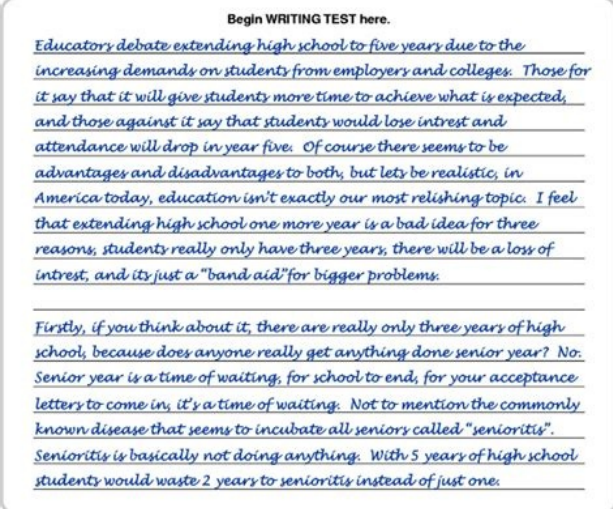 Begin WRITING TEST here.
Educators debate extending high school to five years due to the
increasing demands on students from employers and colleges. Those for
it say that it will give students more time to achieve what is expected,
and those against it say that students would lose intrest and
attendance will drop in year five. Of course there seems to be
advantages and disadvantages to both, but lets be realistic, in
America today, education isn't exactly our most relishing topic. I feel
that extending high school one more year is a bad idea for three
reasons, students really only have three years, there will be a loss of
intrest, and its just a "band aid"for bigger problems.
Firstly, if you think about it, there are really only three years of high
school, because does anyone really get anything done senior year? No.
Senior year is a time of waiting, for school to end, for your acceptance
letters to come in, it's a time of waiting. Not to mention the commonly
known disease that seems to incubate all seniors called "senioritis".
Senioritis is basically not doing anything. With 5 years of high school
students would waste 2 years to senioritis instead of just one.